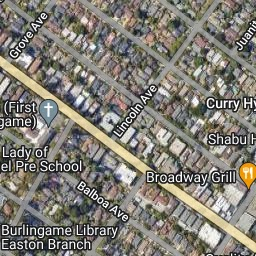 Grove Ave
Juanit
Lincoln Ave
Curry Hy
(First
game)
Shabu H
Lady of
el Pre School
Broadway Grill
Balboa Ave
Burlingame Library
Easton Branch